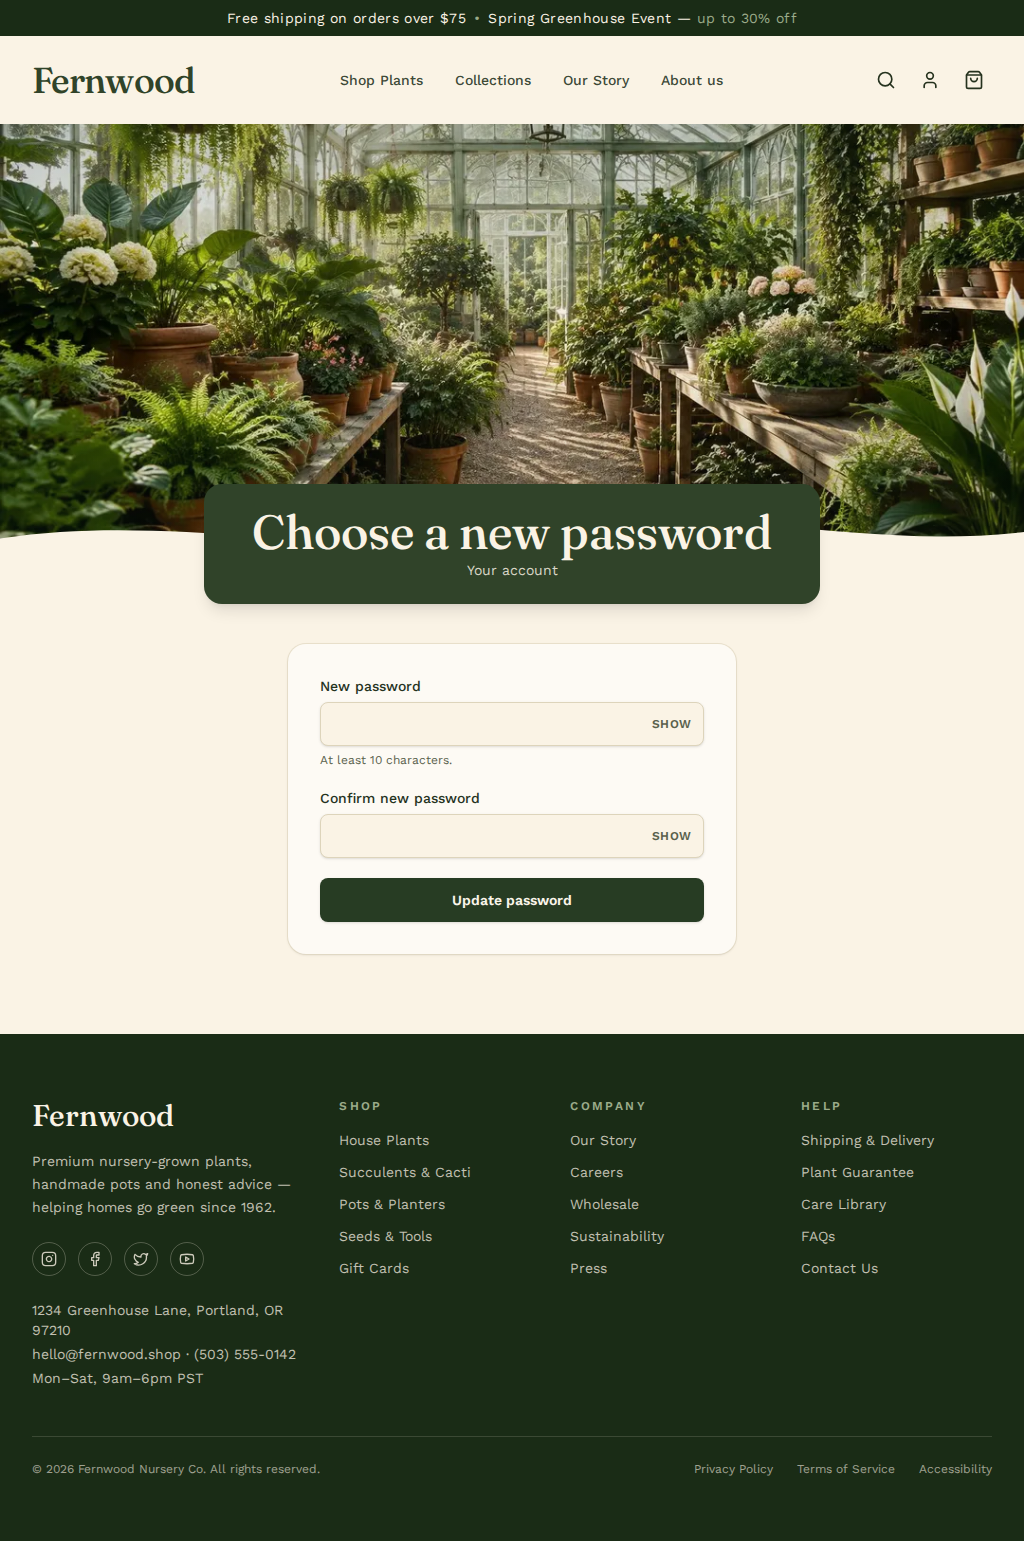 Free shipping on orders over $75 • Spring Greenhouse Event — up to 30% off
Fernwood
Shop Plants
Collections
Our Story
About us
Choose a new password
Your account
New password
SHOW
At least 10 characters.
Confirm new password
SHOW
Update password
Fernwood
Premium nursery-grown plants,
handmade pots and honest advice —
helping homes go green since 1962.
1234 Greenhouse Lane, Portland, OR
97210
hello@fernwood.shop · (503) 555-0142
Mon–Sat, 9am–6pm PST
SHOP
House Plants
Succulents & Cacti
Pots & Planters
Seeds & Tools
Gift Cards
COMPANY
Our Story
Careers
Wholesale
Sustainability
Press
HELP
Shipping & Delivery
Plant Guarantee
Care Library
FAQs
Contact Us
© 2026 Fernwood Nursery Co. All rights reserved.
Privacy Policy
Terms of Service
Accessibility